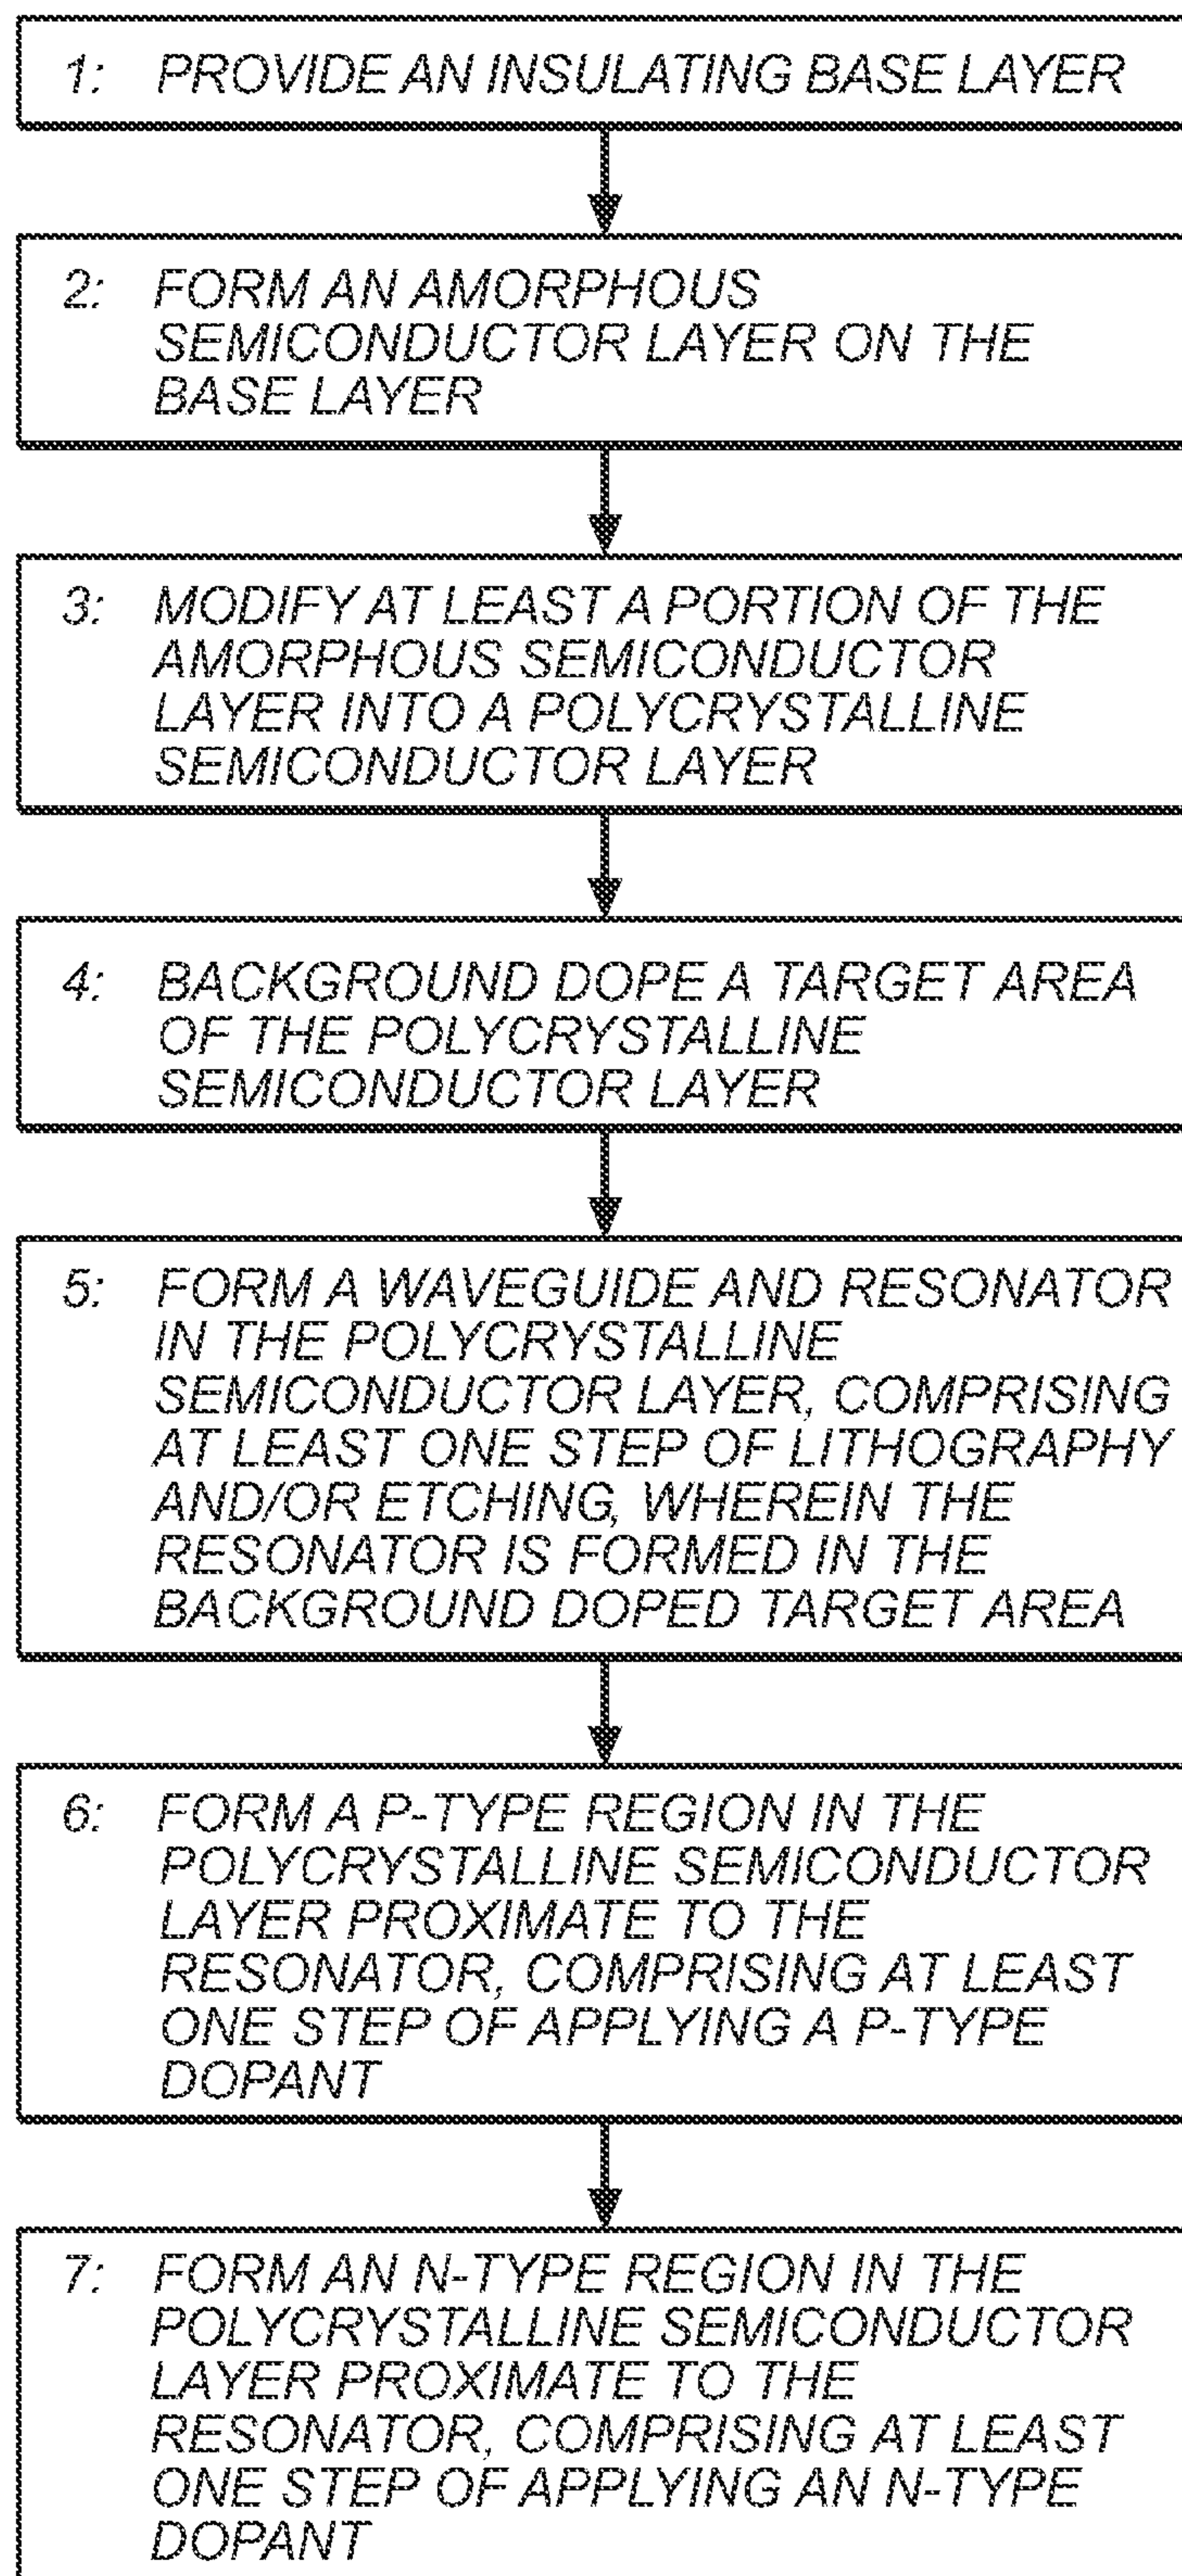 1: PROVIDE AN INSULATING BASE LAYER
2: FORM AN AMORPHOUS
SEMICONDUCTOR LAYER ON THE
BASE LAYER
3: MODIFY AT LEAST A PORTION OF THE
AMORPHOUS SEMICONDUCTOR
LAYER INTO A POLYCRYSTALLINE
SEMICONDUCTOR LAYER
4: BACKGROUND DOPE A TARGET AREA
OF THE POLYCRYSTALLINE
SEMICONDUCTOR LAYER
5: FORM A WAVEGUIDE AND RESONATOR
IN THE POLYCRYSTALLINE
SEMICONDUCTOR LAYER, COMPRISING
AT LEAST ONE STEP OF LITHOGRAPHY
AND/OR ETCHING, WHEREIN THE
RESONATOR IS FORMED IN THE
BACKGROUND DOPED TARGET AREA
6: FORM A P-TYPE REGION IN THE
POLYCRYSTALLINE SEMICONDUCTOR
LAYER PROXIMATE TO THE
RESONATOR, COMPRISING AT LEAST
ONE STEP OF APPLYING A P-TYPE
DOPANT
7: FORM AN N-TYPE REGION IN THE
POLYCRYSTALLINE SEMICONDUCTOR
LAYER PROXIMATE TO THE
RESONATOR, COMPRISING AT LEAST
ONE STEP OF APPLYING AN N-TYPE
DOPANT